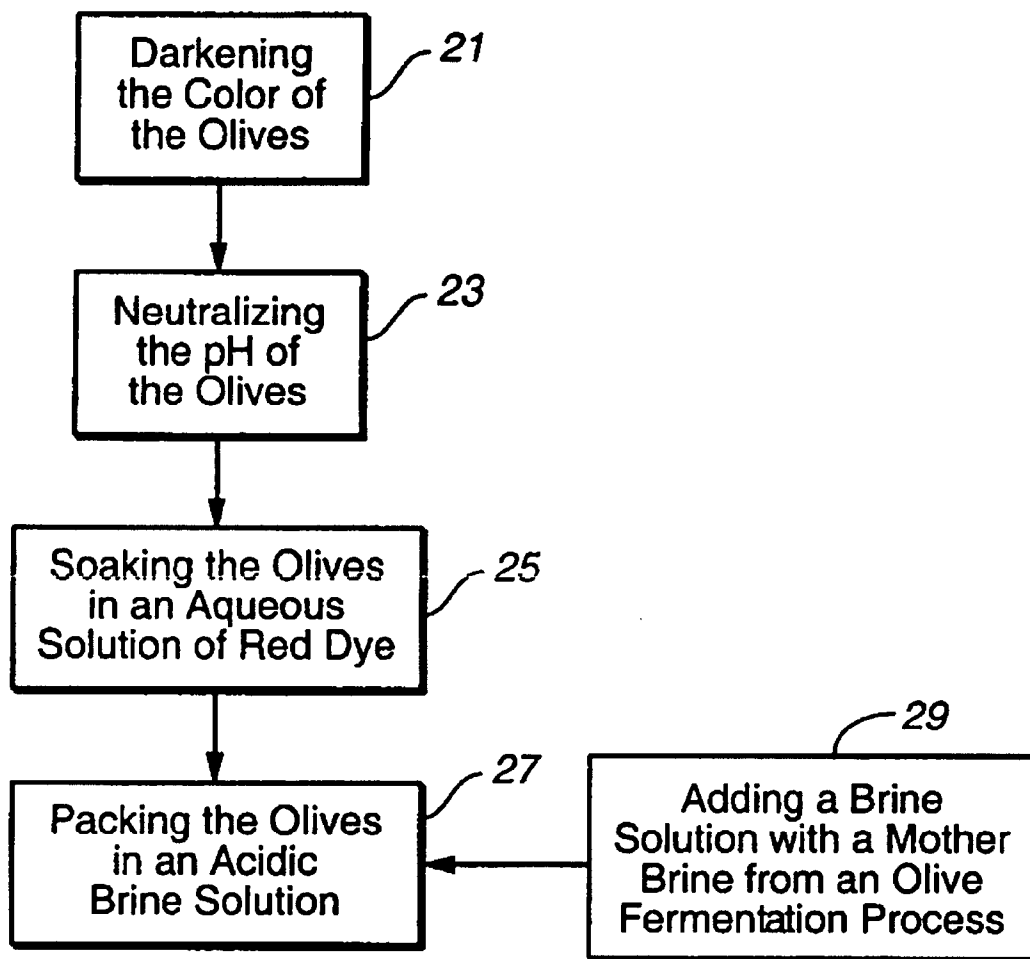 Darkening
the Color of
the Olives
21
Neutralizing
the pH of
the Olives
23
Soaking the Olives
in an Aqueous
Solution of Red Dye
25
Packing the Olives
in an Acidic
Brine Solution
27
Adding a Brine
Solution with a Mother
Brine from an Olive
Fermentation Process
29